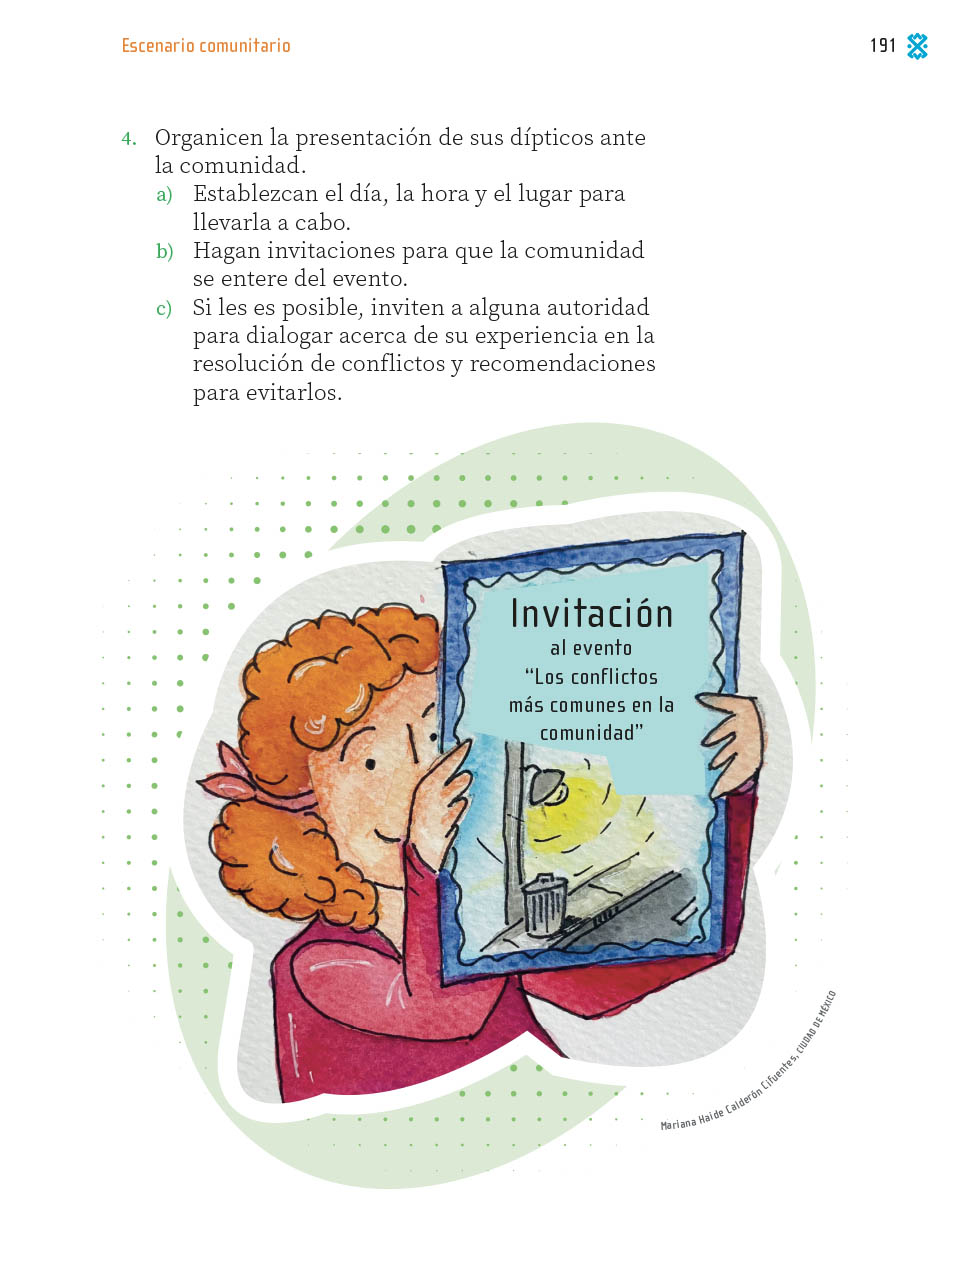 Escenario comunitario
191
4. Organicen la presentación de sus dípticos ante
la comunidad.
a) Establezcan el día, la hora y el lugar para
llevarla a cabo.
b) Hagan invitaciones para que la comunidad
se entere del evento.
c) Si les es posible, inviten a alguna autoridad
para dialogar acerca de su experiencia en la
resolución de conflictos y recomendaciones
para evitarlos.
Invitación
al evento
“Los conflictos
más comunes en la
comunidad”
Mariana Haide Calderón Cifuentes, CIUDAD DE MÉXICO